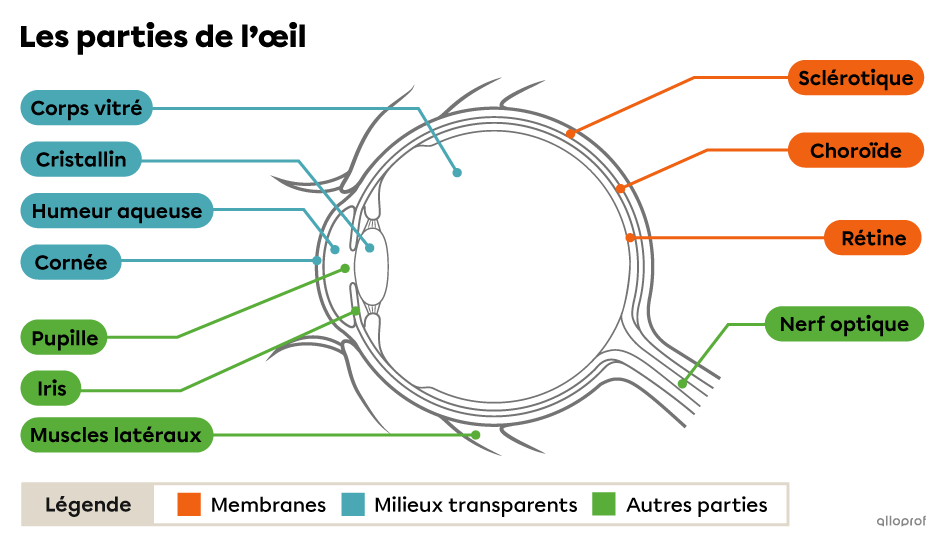 Les parties de l’œil
Corps vitré
Cristallin
Humeur aqueuse
Cornée
Pupille
Iris
Muscles latéraux
Sclérotique
Choroïde
Rétine
Nerf optique
Légende
Membranes
Milieux transparents
Autres parties
alloprof